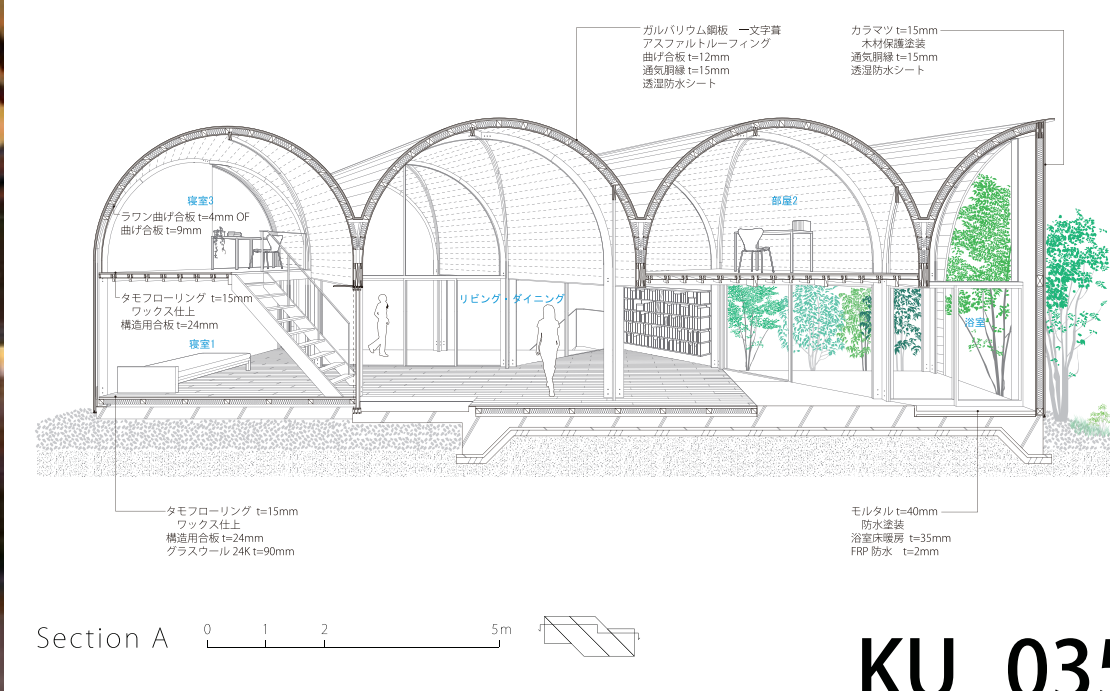 ガルバリウム鋼板　一文字葺
アスファルトルーフィング
曲げ合板 t=12mm
通気胴縁 t=15mm
透湿防水シート
カラマツ t=15mm
木材保護塗装
通気胴縁 t=15mm
透湿防水シート
寝室3
ラワン曲げ合板 t=4mm OF
曲げ合板 t=9mm
部屋2
タモフローリング t=15mm
ワックス仕上
構造用合板 t=24mm
リビング・ダイニング
浴室
寝室1
タモフローリング t=15mm
ワックス仕上
構造用合板 t=24mm
グラスウール 24K t=90mm
モルタル t=40mm
防水塗装
浴室床暖房 t=35mm
FRP 防水　t=2mm
Section A
0 1 2 5m
KU 035